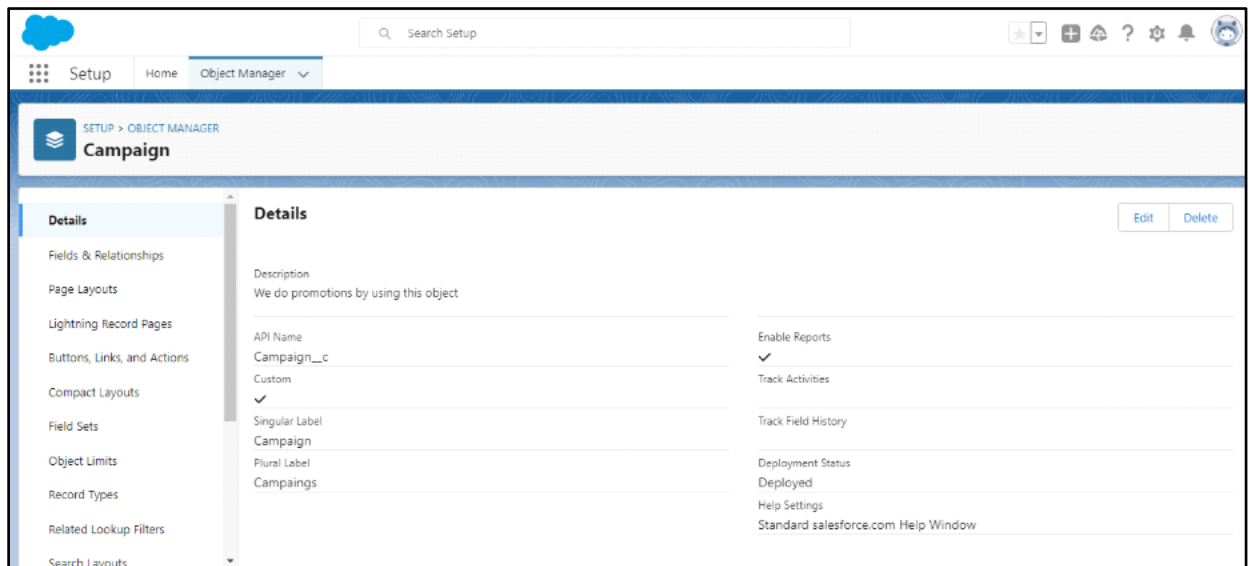 Search Setup
Setup
Home
Object Manager
SETUP > OBJECT MANAGER
Campaign
Details
Fields & Relationships
Page Layouts
Lightning Record Pages
Buttons, Links, and Actions
Compact Layouts
Field Sets
Object Limits
Record Types
Related Lookup Filters
Search Layouts
Details
Edit
Delete
Description
We do promotions by using this object
API Name
Campaign__c
Custom
Singular Label
Campaign
Plural Label
Campaings
Enable Reports
Track Activities
Track Field History
Deployment Status
Deployed
Help Settings
Standard salesforce.com Help Window